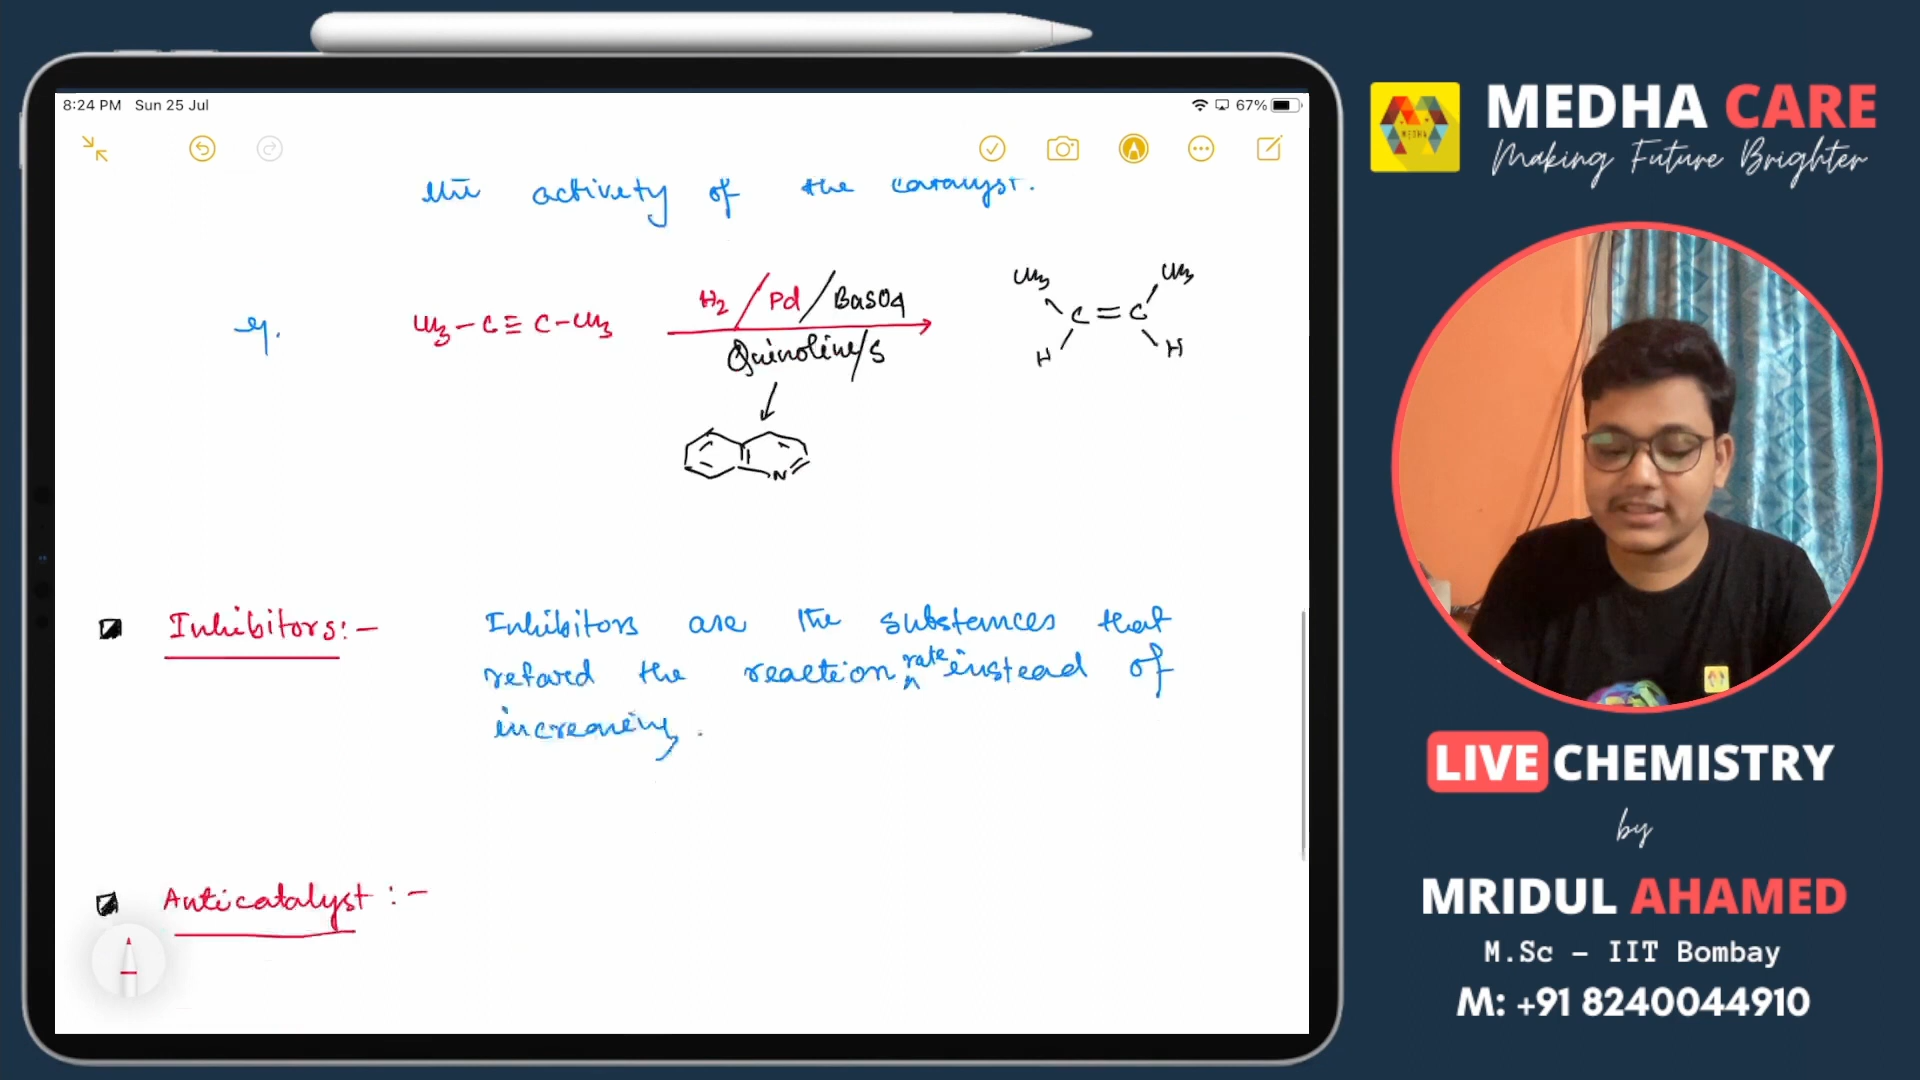 8:24 PM Sun 25 Jul
67%
the activity of the catalyst.
eg.
CH3-C≡C-CH3
H2/Pd/BaSO4
Quinoline/S
CH3 CH3
C=C
H H
N
Inhibitors:-
Inhibitors are the substances that
retard the reaction rate instead of
increasing.
Anticatalyst :-
MEDHA CARE
Making Future Brighter
MEDHA
LIVE CHEMISTRY
by
MRIDUL AHAMED
M.Sc – IIT Bombay
M: +91 8240044910